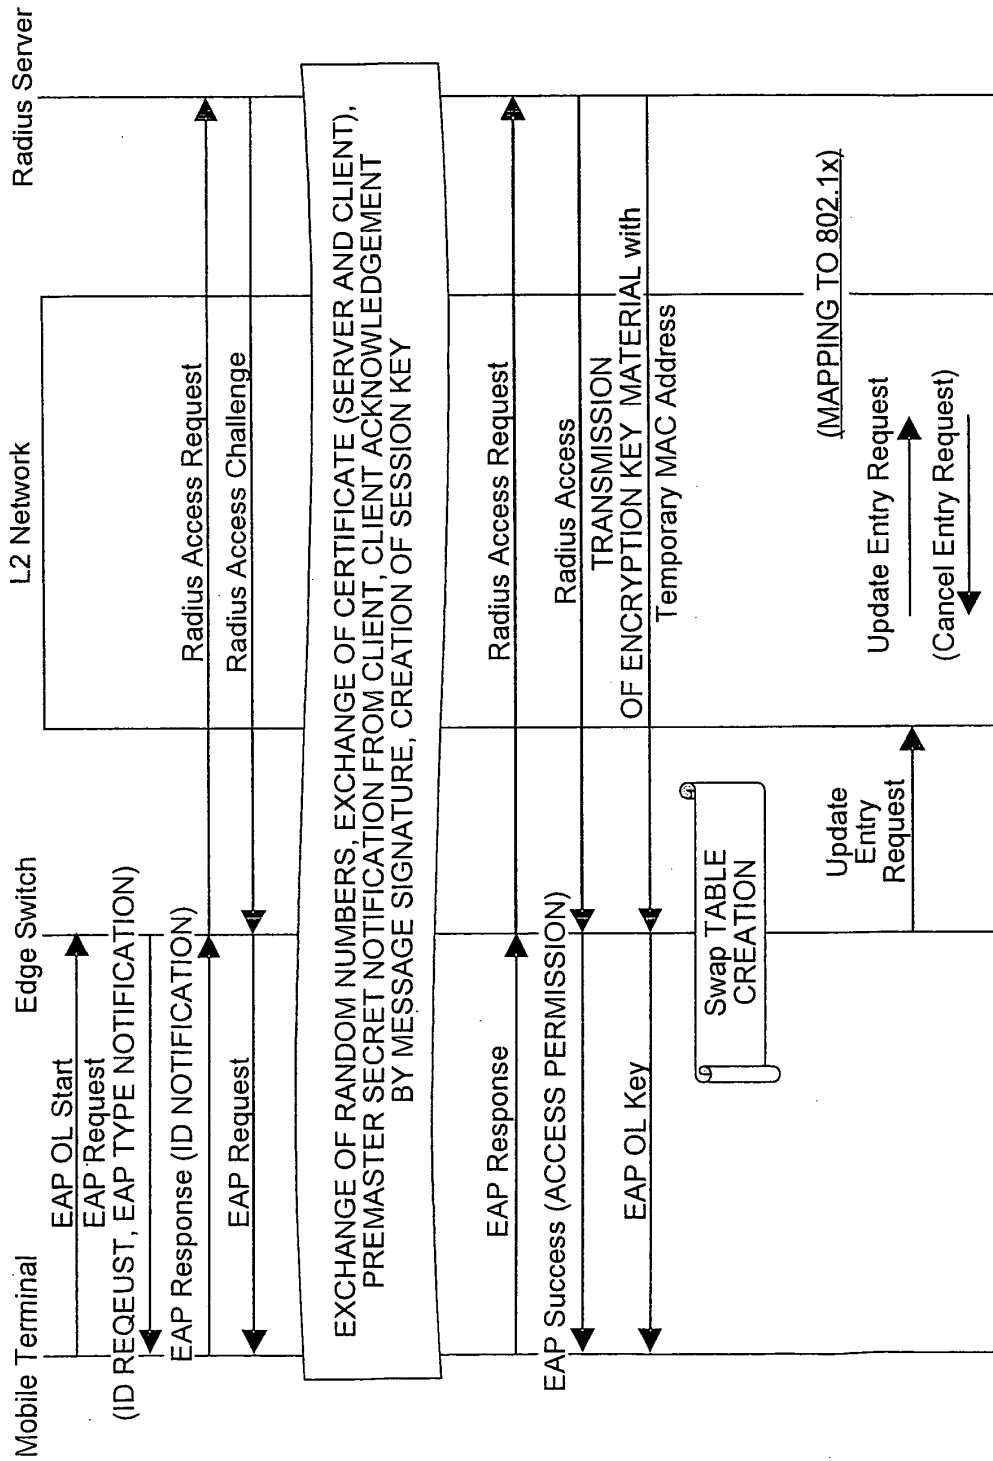 Mobile Terminal
Edge Switch
L2 Network
Radius Server
EAP OL Start
EAP Request
(ID REQEUST, EAP TYPE NOTIFICATION)
EAP Response (ID NOTIFICATION)
Radius Access Request
EAP Request
Radius Access Challenge
EXCHANGE OF RANDOM NUMBERS, EXCHANGE OF CERTIFICATE (SERVER AND CLIENT),
PREMASTER SECRET NOTIFICATION FROM CLIENT, CLIENT ACKNOWLEDGEMENT
BY MESSAGE SIGNATURE, CREATION OF SESSION KEY
EAP Response
Radius Access Request
EAP Success (ACCESS PERMISSION)
Radius Access
EAP OL Key
TRANSMISSION
OF ENCRYPTION KEY MATERIAL with
Temporary MAC Address
Swap TABLE
CREATION
(MAPPING TO 802.1x)
Update
Entry
Request
Update Entry Request
(Cancel Entry Request)